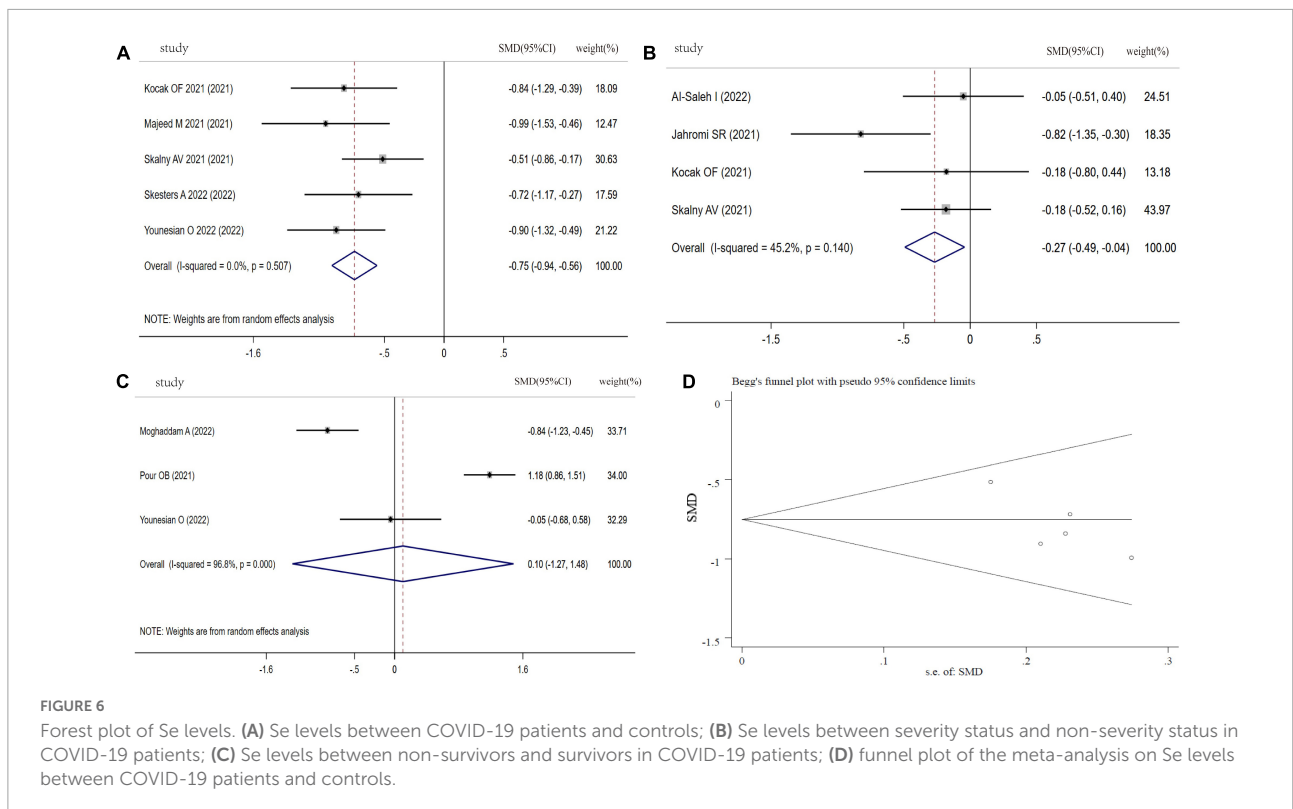 A study SMD(95%CI) weight(%)
Kocak OF 2021 (2021) -0.84 (-1.29, -0.39) 18.09
Majeed M 2021 (2021) -0.99 (-1.53, -0.46) 12.47
Skalny AV 2021 (2021) -0.51 (-0.86, -0.17) 30.63
Skesters A 2022 (2022) -0.72 (-1.17, -0.27) 17.59
Younesian O 2022 (2022) -0.90 (-1.32, -0.49) 21.22
Overall (I-squared = 0.0%, p = 0.507) -0.75 (-0.94, -0.56) 100.00
NOTE: Weights are from random effects analysis
-1.6 -.5 0 .5
B study SMD(95%CI) weight(%)
Al-Saleh I (2022) -0.05 (-0.51, 0.40) 24.51
Jahromi SR (2021) -0.82 (-1.35, -0.30) 18.35
Kocak OF (2021) -0.18 (-0.80, 0.44) 13.18
Skalny AV (2021) -0.18 (-0.52, 0.16) 43.97
Overall (I-squared = 45.2%, p = 0.140) -0.27 (-0.49, -0.04) 100.00
-1.5 -.5 0 .5
C study SMD(95%CI) weight(%)
Moghaddam A (2022) -0.84 (-1.23, -0.45) 33.71
Pour OB (2021) 1.18 (0.86, 1.51) 34.00
Younesian O (2022) -0.05 (-0.68, 0.58) 32.29
Overall (I-squared = 96.8%, p = 0.000) 0.10 (-1.27, 1.48) 100.00
NOTE: Weights are from random effects analysis
-1.6 -.5 0 1.6
D Begg's funnel plot with pseudo 95% confidence limits
0
-.5
-1
-1.5
SMD
0 .1 .2 .3
s.e. of: SMD
FIGURE 6
Forest plot of Se levels. (A) Se levels between COVID-19 patients and controls; (B) Se levels between severity status and non-severity status in
COVID-19 patients; (C) Se levels between non-survivors and survivors in COVID-19 patients; (D) funnel plot of the meta-analysis on Se levels
between COVID-19 patients and controls.